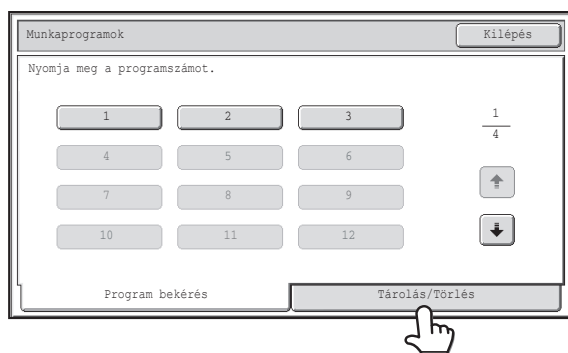 Munkaprogramok Kilépés
Nyomja meg a programszámot.
1 2 3 1
4
4 5 6
7 8 9
10 11 12
Program bekérés Tárolás/Törlés